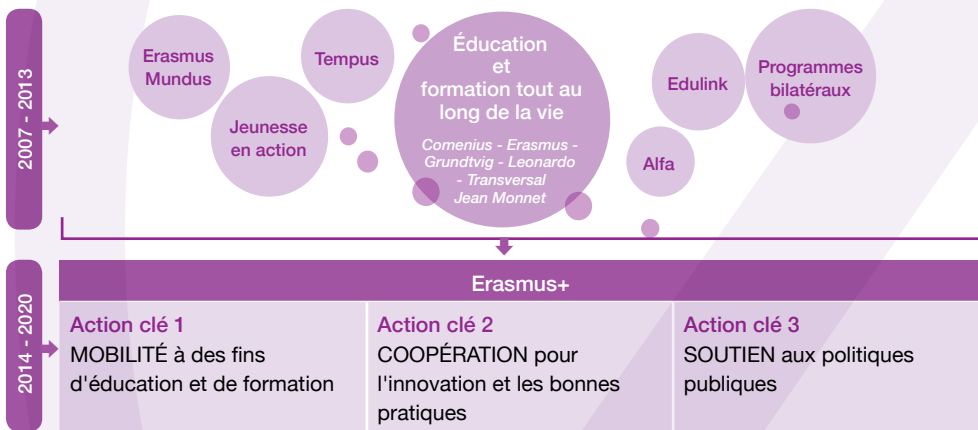 2007 - 2013
Erasmus
Mundus
Jeunesse
en action
Tempus
Éducation
et
formation tout au
long de la vie
Comenius - Erasmus -
Grundtvig - Leonardo
- Transversal
Jean Monnet
Alfa
Edulink
Programmes
bilatéraux
2014 - 2020
Erasmus+
Action clé 1
MOBILITÉ à des fins
d'éducation et de formation
Action clé 2
COOPÉRATION pour
l'innovation et les bonnes
pratiques
Action clé 3
SOUTIEN aux politiques
publiques